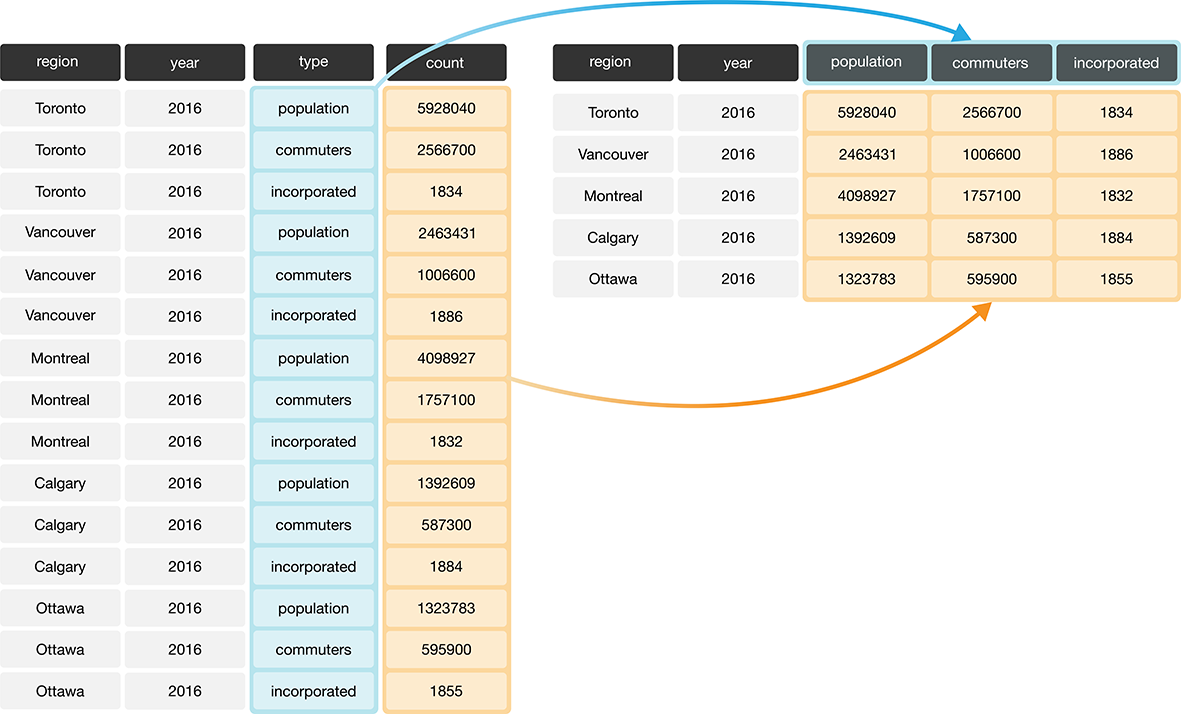 region year type count
Toronto 2016 population 5928040
Toronto 2016 commuters 2566700
Toronto 2016 incorporated 1834
Vancouver 2016 population 2463431
Vancouver 2016 commuters 1006600
Vancouver 2016 incorporated 1886
Montreal 2016 population 4098927
Montreal 2016 commuters 1757100
Montreal 2016 incorporated 1832
Calgary 2016 population 1392609
Calgary 2016 commuters 587300
Calgary 2016 incorporated 1884
Ottawa 2016 population 1323783
Ottawa 2016 commuters 595900
Ottawa 2016 incorporated 1855
region year population commuters incorporated
Toronto 2016 5928040 2566700 1834
Vancouver 2016 2463431 1006600 1886
Montreal 2016 4098927 1757100 1832
Calgary 2016 1392609 587300 1884
Ottawa 2016 1323783 595900 1855